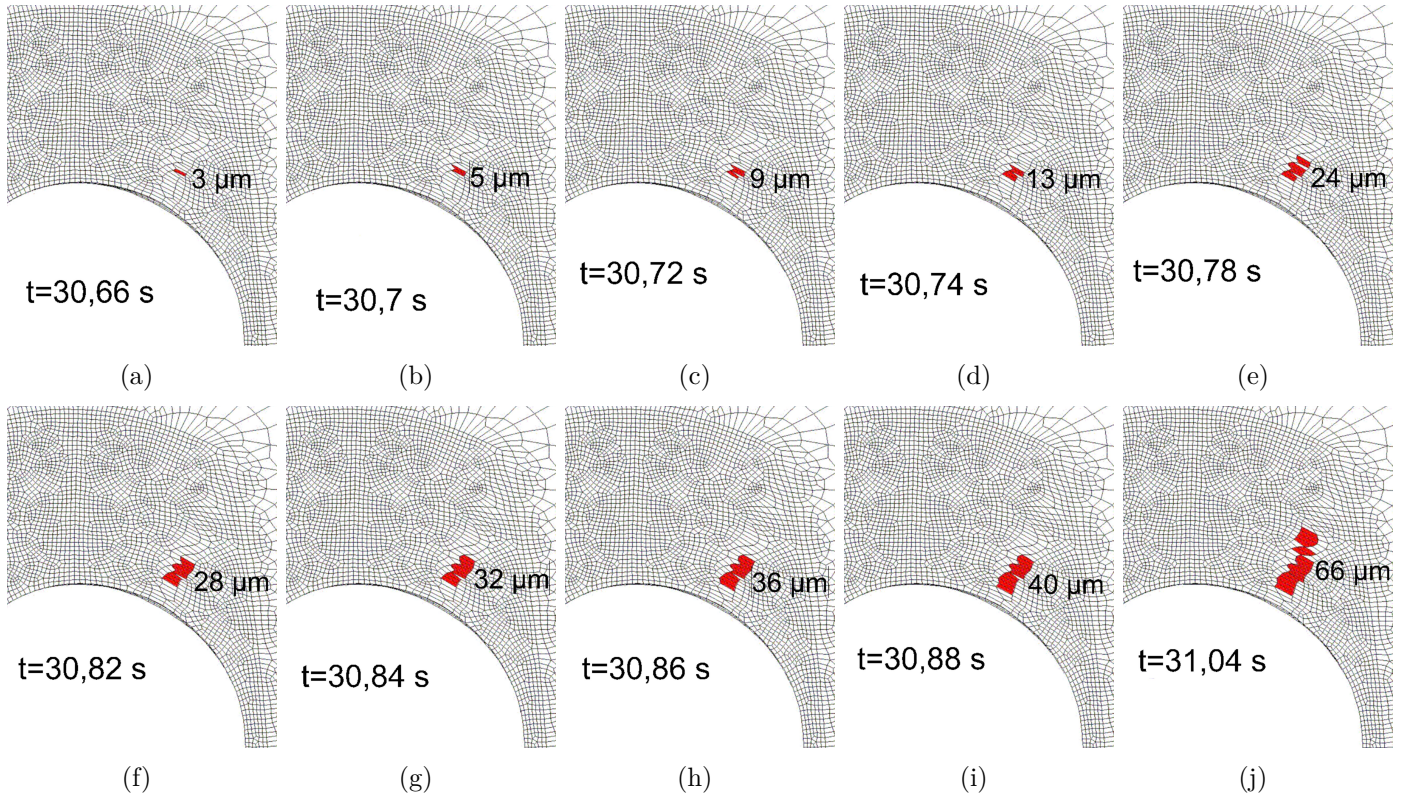 3 μm
t=30,66 s
(a)
5 μm
t=30,7 s
(b)
9 μm
t=30,72 s
(c)
13 μm
t=30,74 s
(d)
24 μm
t=30,78 s
(e)
28 μm
t=30,82 s
(f)
32 μm
t=30,84 s
(g)
36 μm
t=30,86 s
(h)
40 μm
t=30,88 s
(i)
66 μm
t=31,04 s
(j)